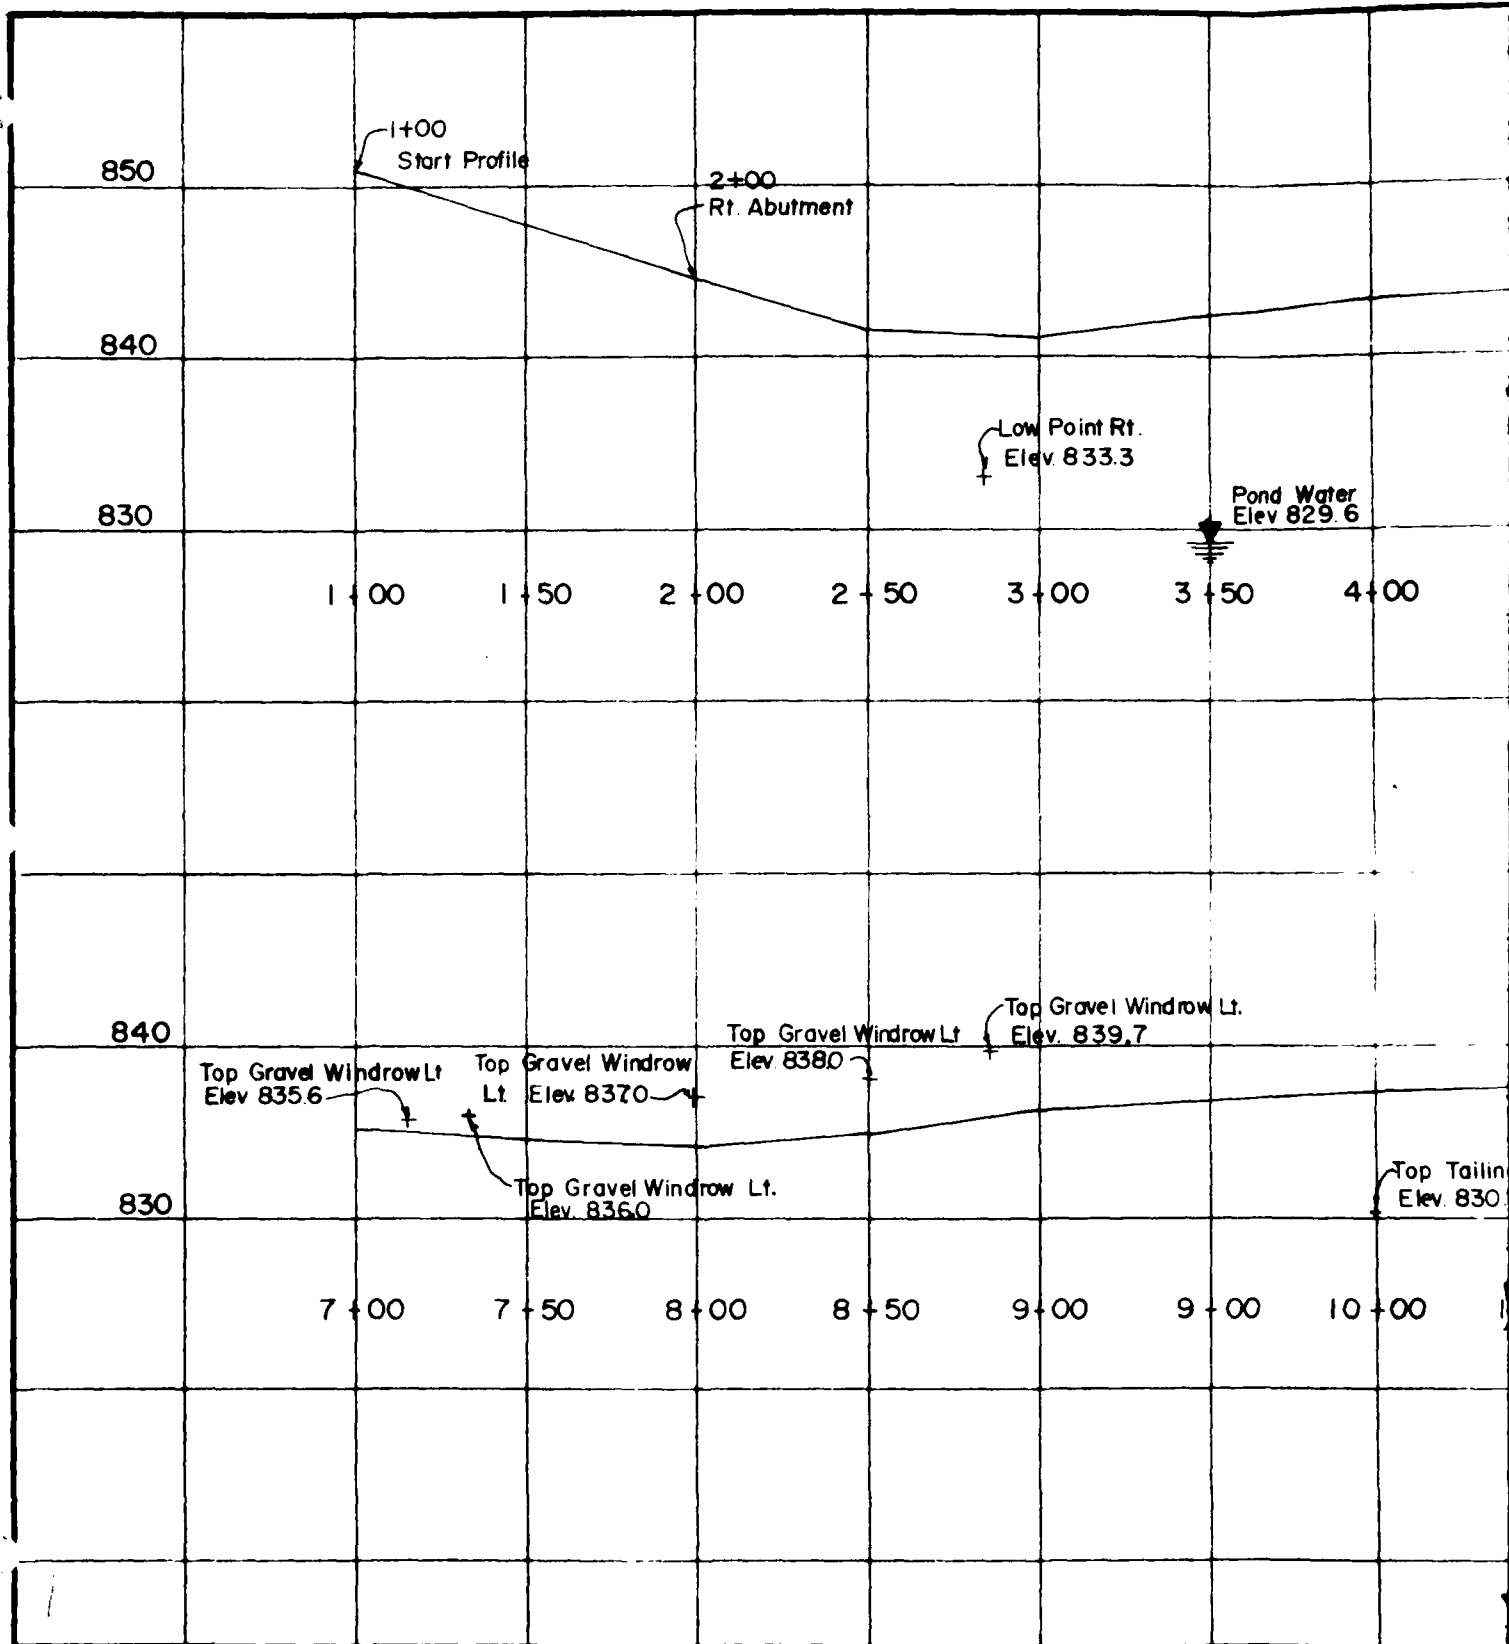 1+00
Start Profile
850
2+00
Rt. Abutment
840
Low Point Rt.
Elev. 833.3
Pond Water
Elev 829.6
830
1+00 1+50 2+00 2+50 3+00 3+50 4+00
Top Gravel Windrow Lt.
Elev. 839.7
840
Top Gravel Windrow Lt
Elev. 838.0
Top Gravel Windrow Lt
Elev 835.6
Top Gravel Windrow
Lt. Elev. 837.0
Top Gravel Windrow Lt.
Elev. 836.0
830
Top Tailin
Elev. 830
7+00 7+50 8+00 8+50 9+00 9+00 10+00